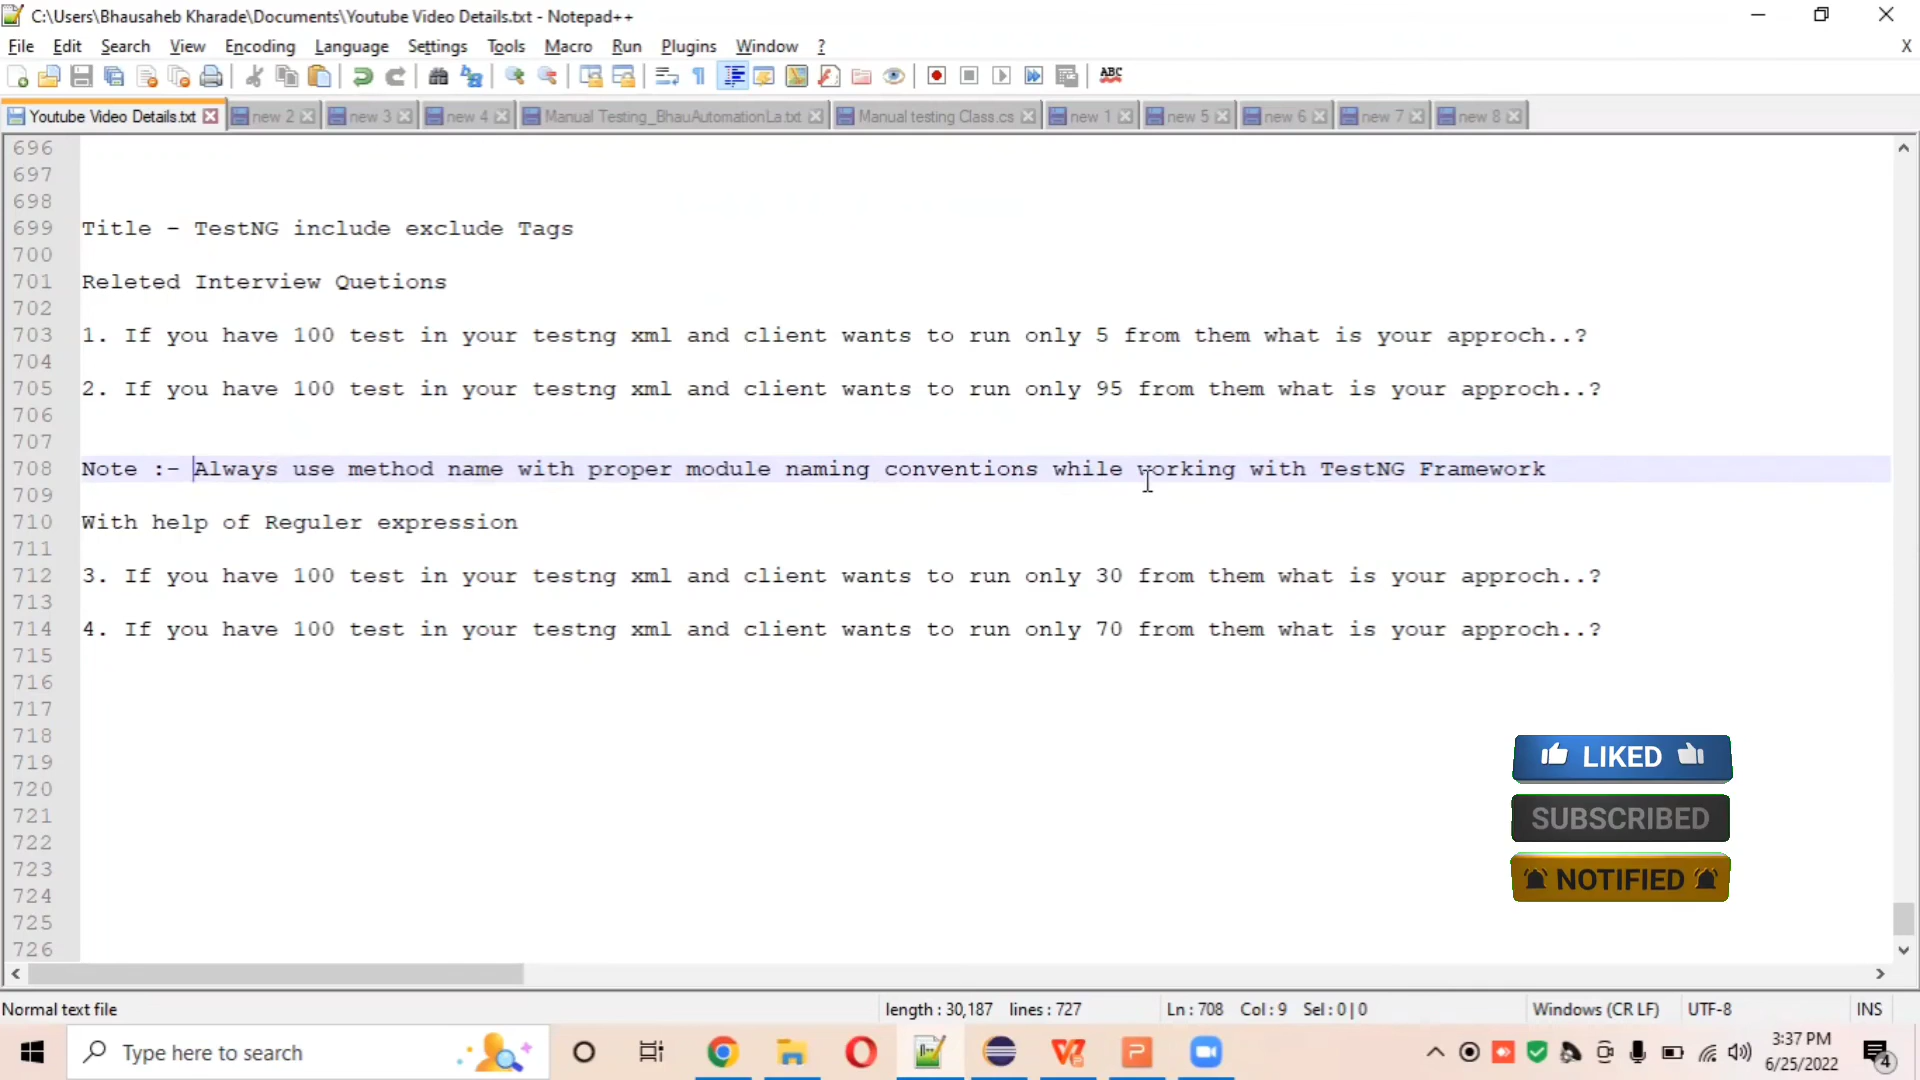 C:\Users\Bhausaheb Kharade\Documents\Youtube Video Details.txt - Notepad++
File Edit Search View Encoding Language Settings Tools Macro Run Plugins Window ? X
ABC
Youtube Video Details.txt new 2 new 3 new 4 Manual Testing_BhauAutomationLa.txt Manual testing Class.cs new 1 new 5 new 6 new 7 new 8
696
697
698
699 Title - TestNG include exclude Tags
700
701 Releted Interview Quetions
702
703 1. If you have 100 test in your testng xml and client wants to run only 5 from them what is your approch..?
704
705 2. If you have 100 test in your testng xml and client wants to run only 95 from them what is your approch..?
706
707
708 Note :- Always use method name with proper module naming conventions while working with TestNG Framework
709
710 With help of Reguler expression
711
712 3. If you have 100 test in your testng xml and client wants to run only 30 from them what is your approch..?
713
714 4. If you have 100 test in your testng xml and client wants to run only 70 from them what is your approch..?
715
716
717
718
719
720
721
722
723
724
725
726
LIKED
SUBSCRIBED
NOTIFIED
Normal text file length : 30,187 lines : 727 Ln : 708 Col : 9 Sel : 0 | 0 Windows (CR LF) UTF-8 INS
Type here to search
3:37 PM
6/25/2022
4